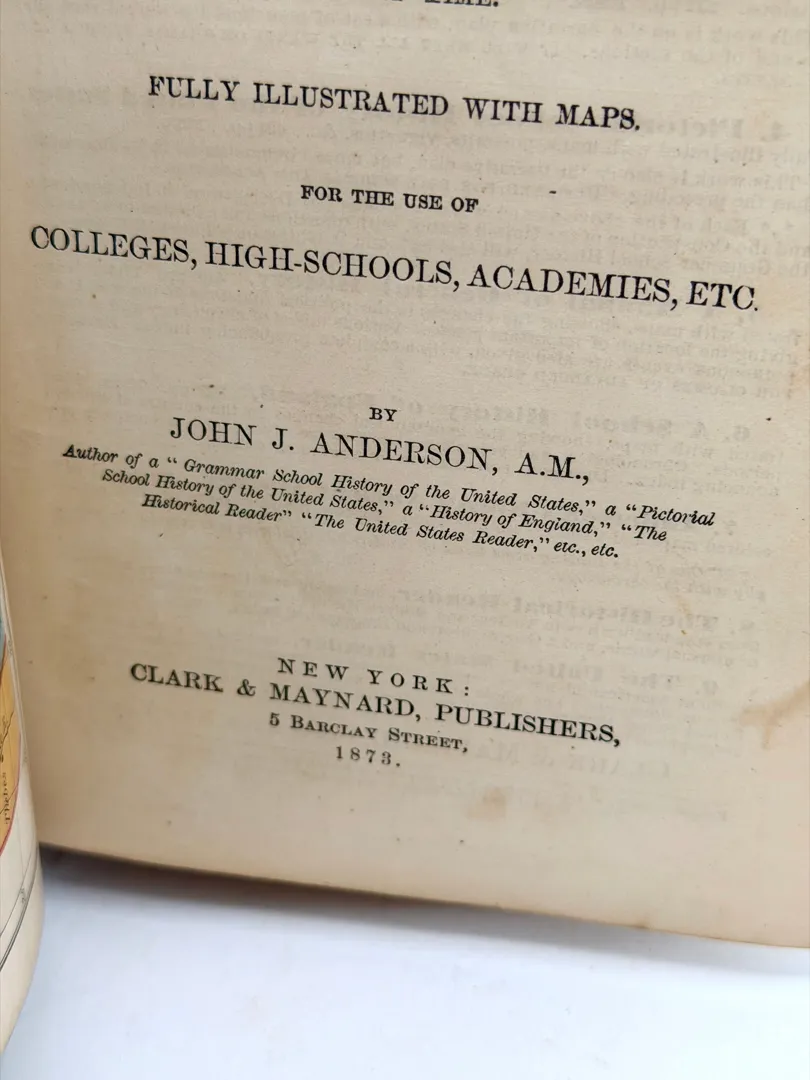 TIME.
FULLY ILLUSTRATED WITH MAPS.
FOR THE USE OF
COLLEGES, HIGH-SCHOOLS, ACADEMIES, ETC.
BY
JOHN J. ANDERSON, A.M.,
Author of a "Grammar School History of the United States," a "Pictorial
School History of the United States," a "History of England," "The
Historical Reader" "The United States Reader," etc., etc.
NEW YORK:
CLARK & MAYNARD, PUBLISHERS,
5 BARCLAY STREET,
1873.